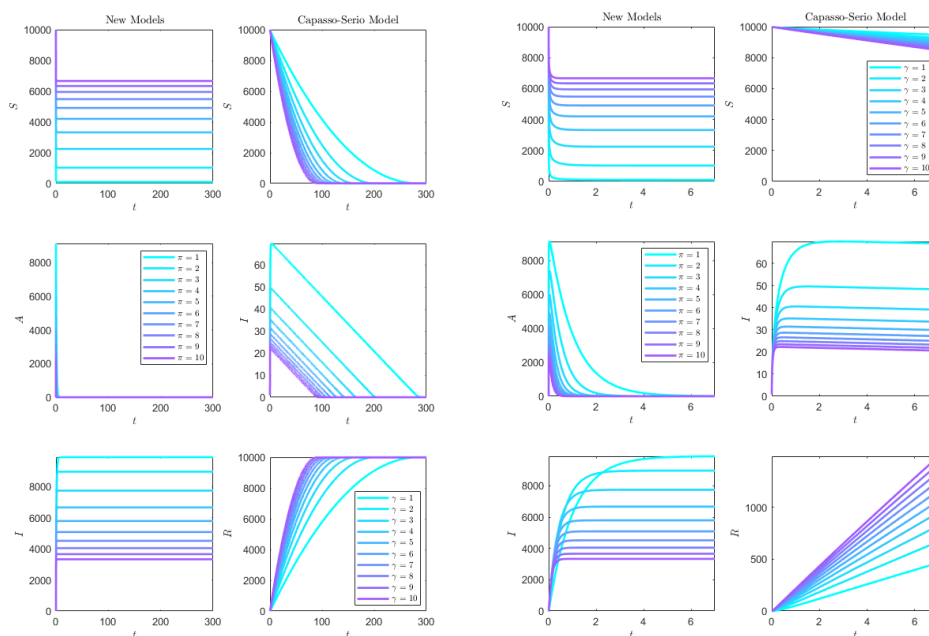 New Models
Capasso-Serio Model
New Models
Capasso-Serio Model
10000
8000
6000
4000
2000
0
S
0 100 200 300
t
10000
8000
6000
4000
2000
0
S
0 100 200 300
t
10000
8000
6000
4000
2000
0
S
0 2 4 6
t
10000
8000
6000
4000
2000
0
S
0 2 4 6
t
γ = 1
γ = 2
γ = 3
γ = 4
γ = 5
γ = 6
γ = 7
γ = 8
γ = 9
γ = 10
8000
6000
4000
2000
0
A
0 100 200 300
t
π = 1
π = 2
π = 3
π = 4
π = 5
π = 6
π = 7
π = 8
π = 9
π = 10
60
50
40
30
20
10
0
I
0 100 200 300
t
8000
6000
4000
2000
0
A
0 2 4 6
t
π = 1
π = 2
π = 3
π = 4
π = 5
π = 6
π = 7
π = 8
π = 9
π = 10
60
50
40
30
20
10
0
I
0 2 4 6
t
8000
6000
4000
2000
0
I
0 100 200 300
t
10000
8000
6000
4000
2000
0
R
0 100 200 300
t
γ = 1
γ = 2
γ = 3
γ = 4
γ = 5
γ = 6
γ = 7
γ = 8
γ = 9
γ = 10
8000
6000
4000
2000
0
I
0 2 4 6
t
1000
500
0
R
0 2 4 6
t